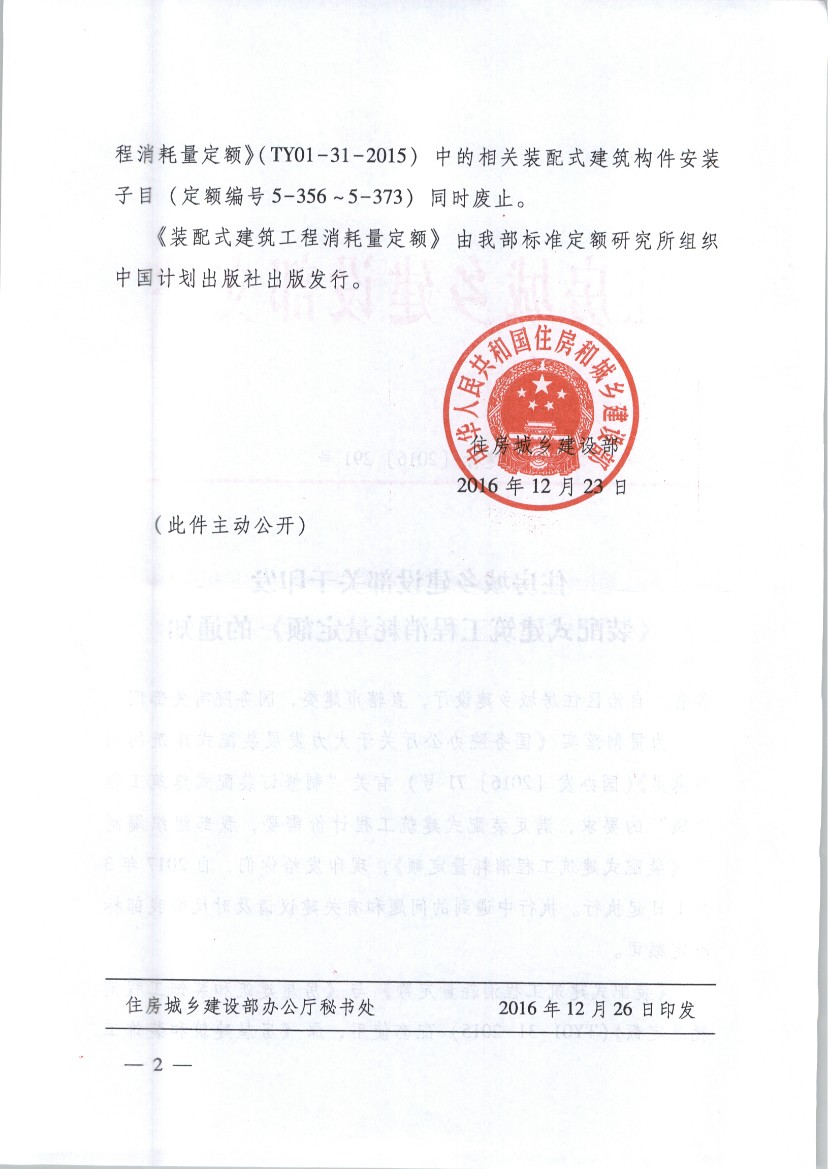 程消耗量定额》（TY01-31-2015）中的相关装配式建筑构件安装
子目（定额编号5-356～5-373）同时废止。
《装配式建筑工程消耗量定额》由我部标准定额研究所组织
中国计划出版社出版发行。
中华人民共和国住房和城乡建设部
住房城乡建设部
2016年12月23日
（此件主动公开）
住房城乡建设部办公厅秘书处 2016年12月26日印发
— 2 —